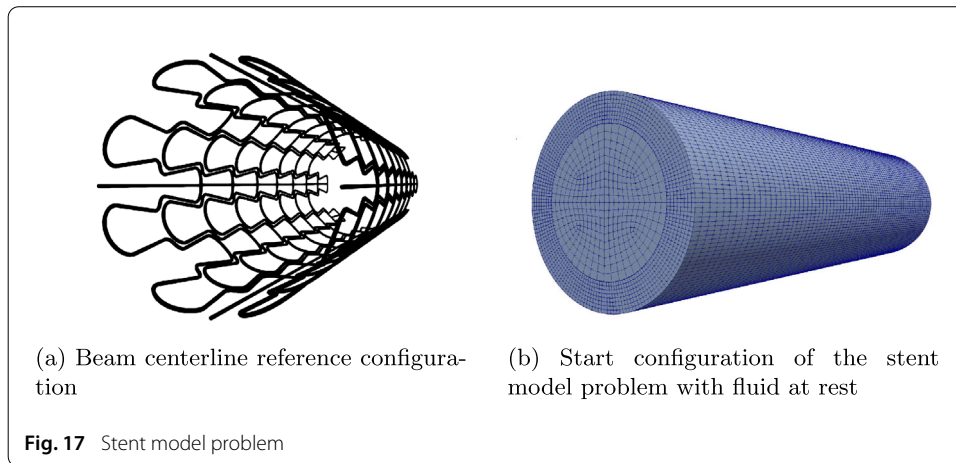 (a) Beam centerline reference configura-
tion
(b) Start configuration of the stent
model problem with fluid at rest
Fig. 17 Stent model problem